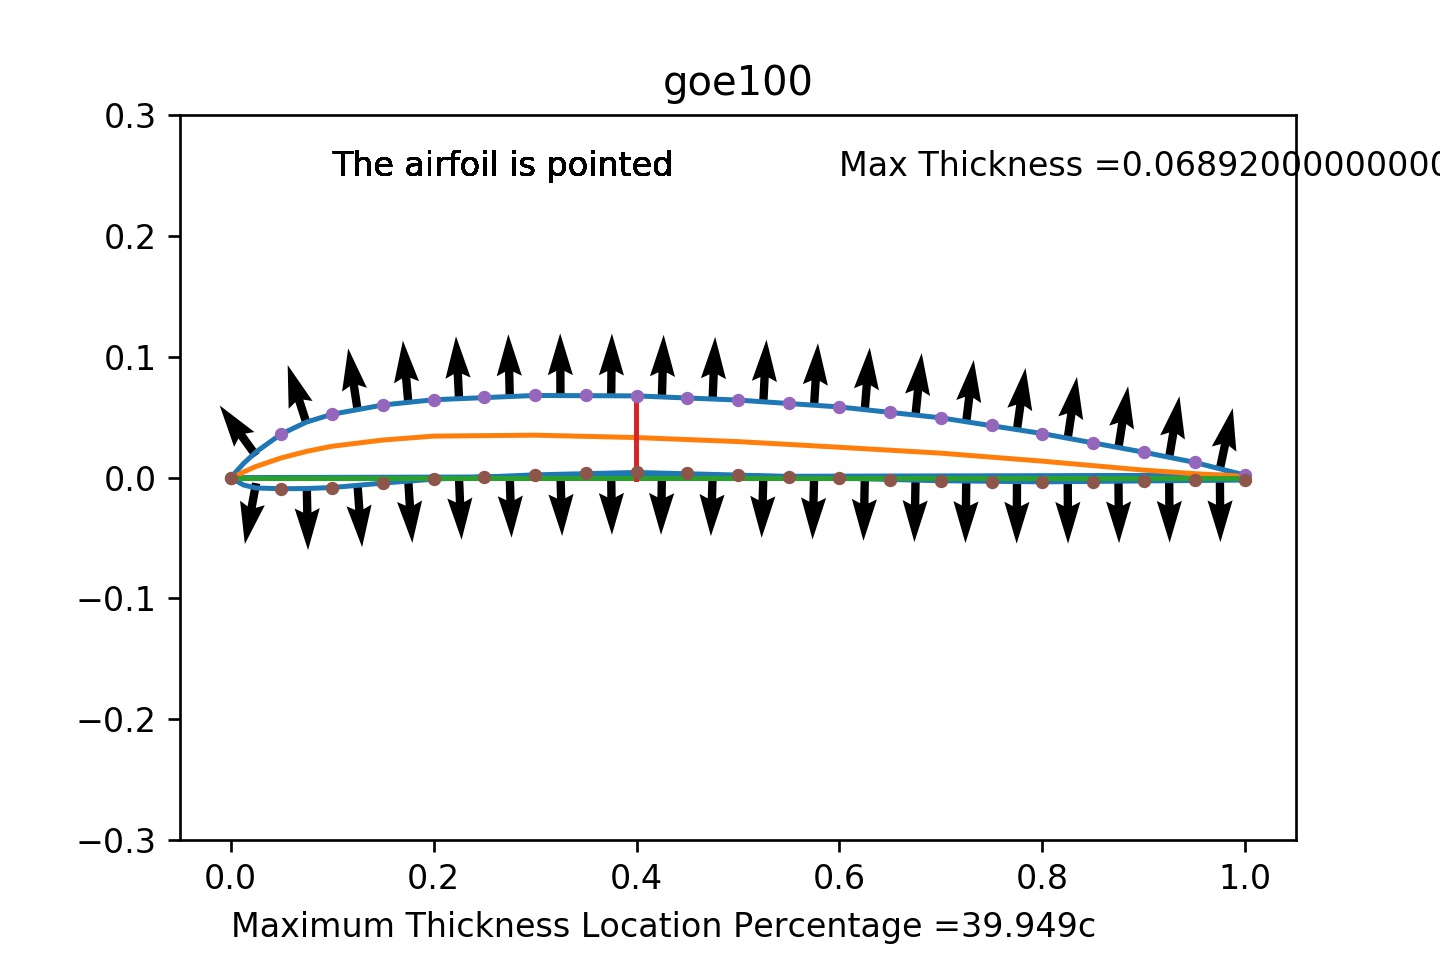 goe100
The airfoil is pointed
Max Thickness =0.06892000000000
0.3
0.2
0.1
0.0
−0.1
−0.2
−0.3
0.0 0.2 0.4 0.6 0.8 1.0
Maximum Thickness Location Percentage =39.949c